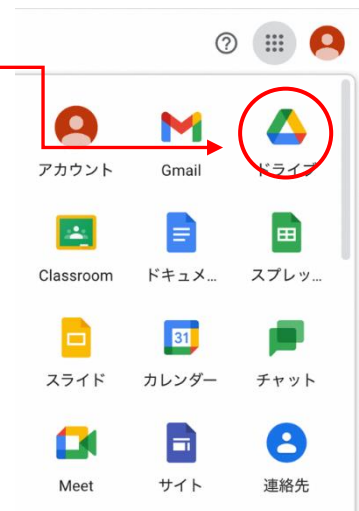 アカウント Gmail ドライブ
Classroom ドキュメ... スプレッ...
31
スライド カレンダー チャット
Meet サイト 連絡先